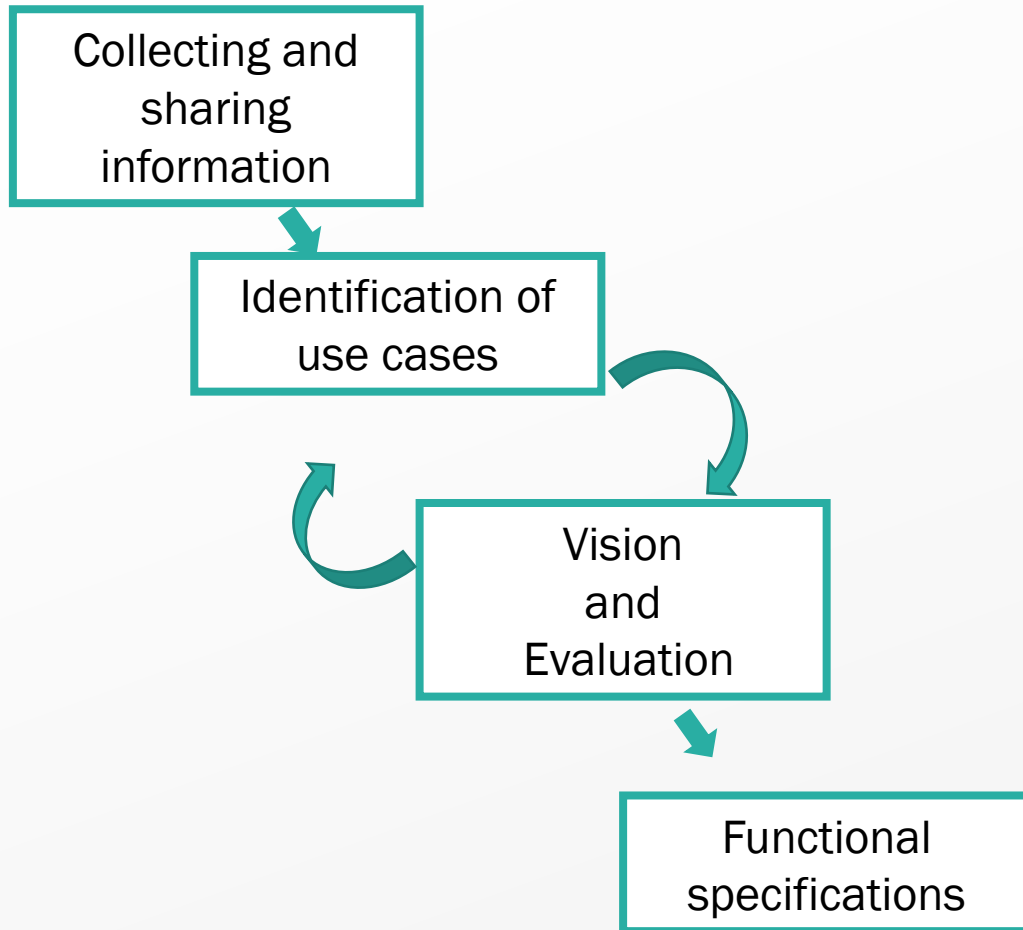 Collecting and
sharing
information
Identification of
use cases
Vision
and
Evaluation
Functional
specifications